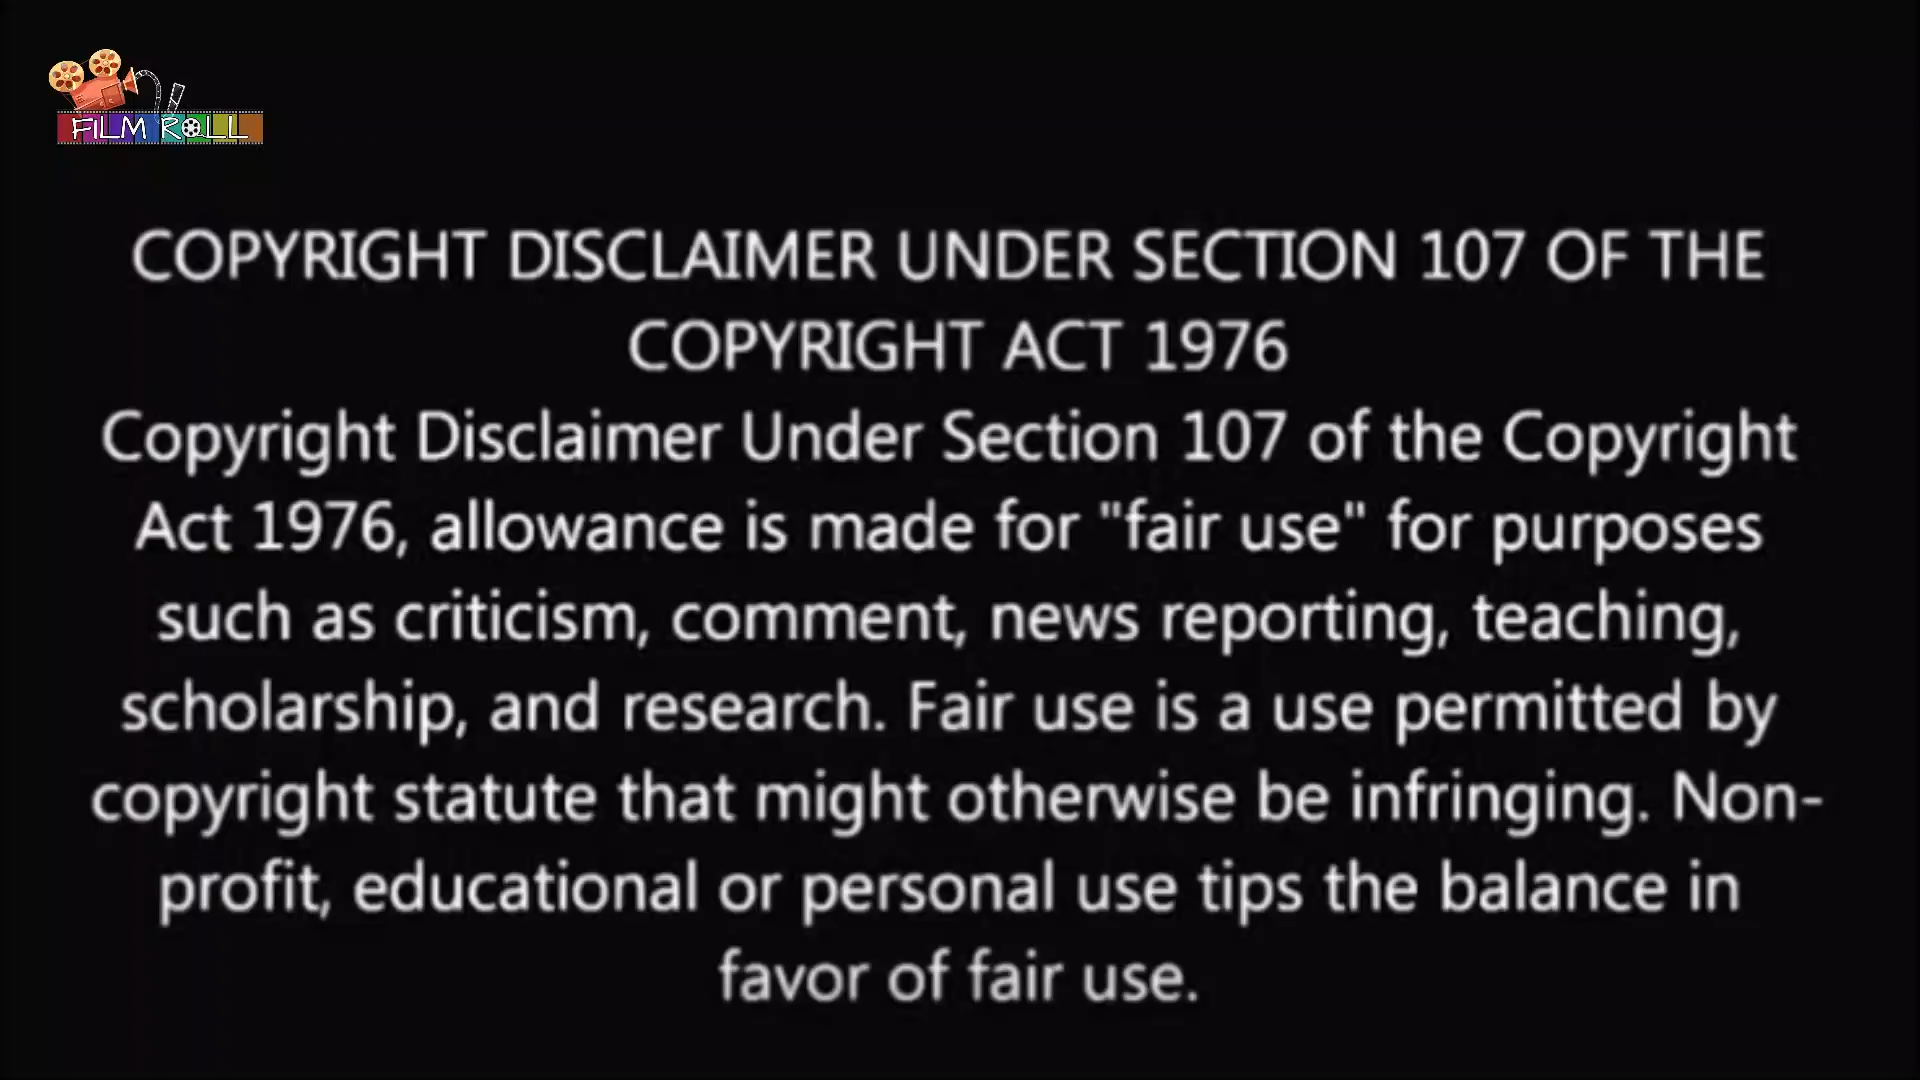 FILM ROLL
COPYRIGHT DISCLAIMER UNDER SECTION 107 OF THE
COPYRIGHT ACT 1976
Copyright Disclaimer Under Section 107 of the Copyright
Act 1976, allowance is made for "fair use" for purposes
such as criticism, comment, news reporting, teaching,
scholarship, and research. Fair use is a use permitted by
copyright statute that might otherwise be infringing. Non-
profit, educational or personal use tips the balance in
favor of fair use.